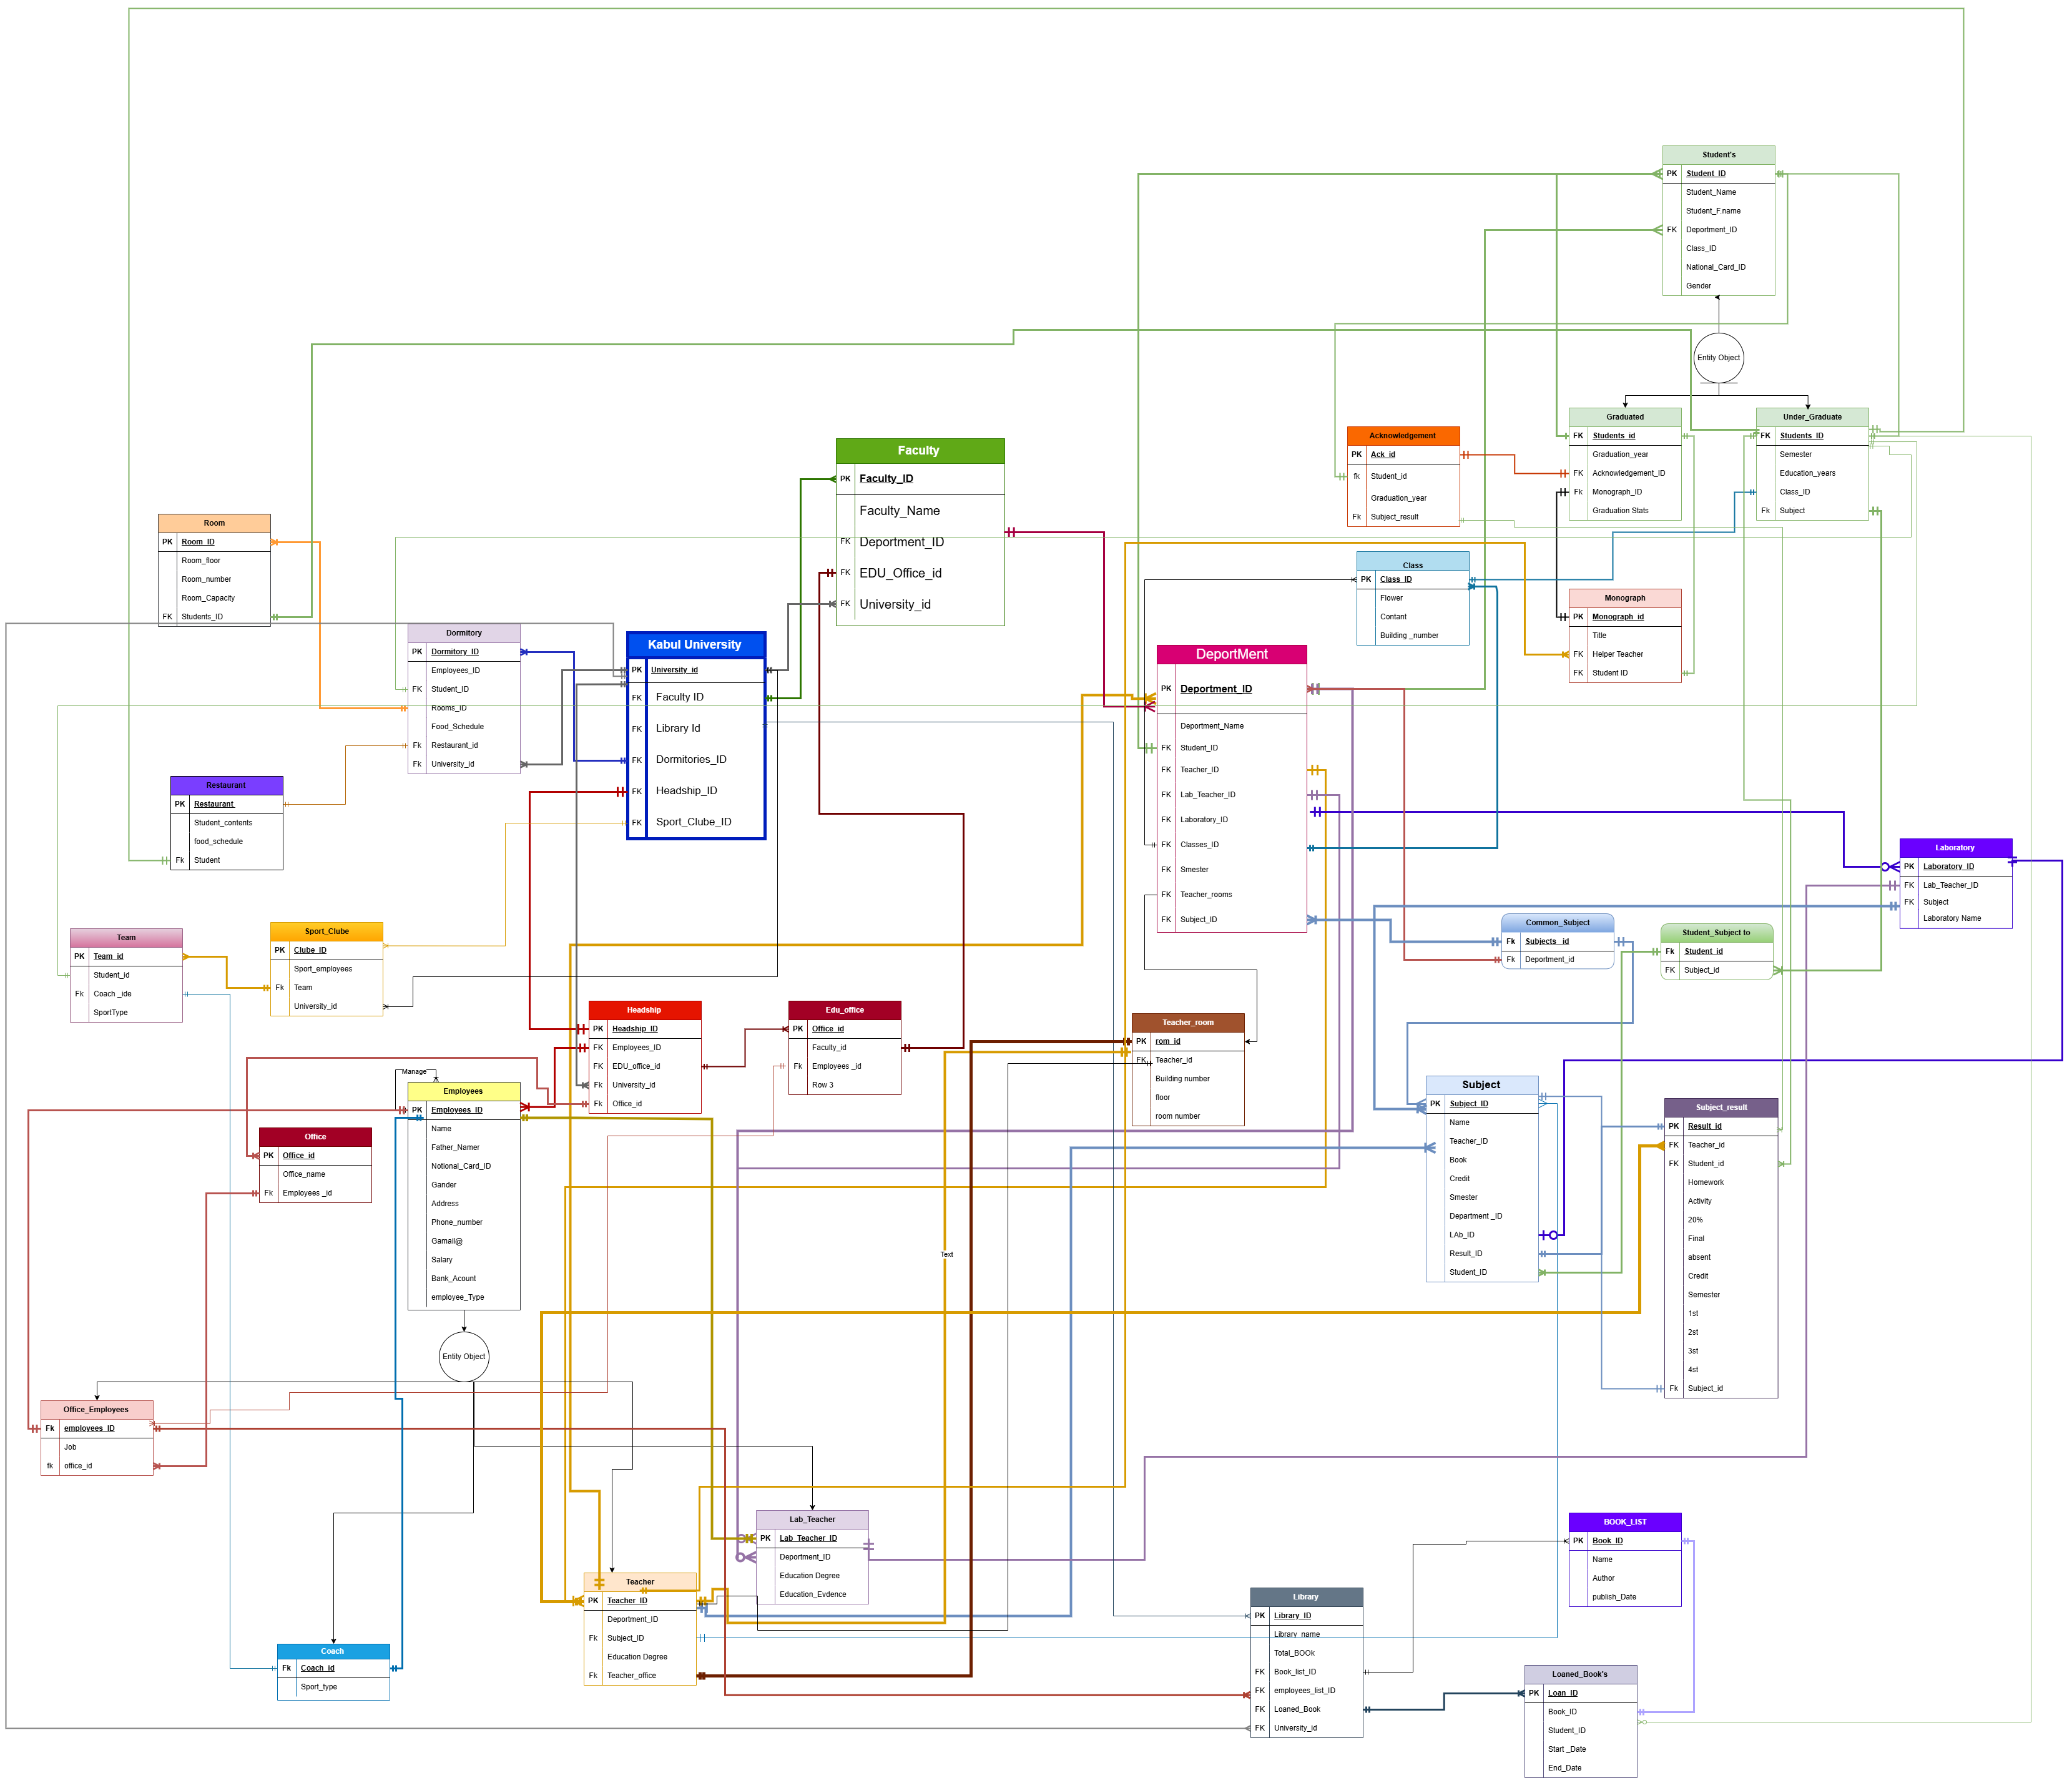 Student's
PK Student_ID
Student_Name
Student_F.name
FK Deportment_ID
Class_ID
National_Card_ID
Gender
Entity Object
Graduated
FK Students_id
Graduation_year
FK Acknowledgement_ID
Fk Monograph_ID
Graduation Stats
Under_Graduate
FK Students_ID
Semester
Education_years
Class_ID
Fk Subject
Acknowledgement
PK Ack_id
fk Student_id
Graduation_year
Fk Subject_result
Faculty
PK Faculty_ID
Faculty_Name
FK Department_ID
FK EDU_Office_id
FK University_id
Room
PK Room_ID
Room_floor
Room_number
Room_Capacity
FK Students_ID
Class
PK Class_ID
Flower
Contant
Building _number
Monograph
PK Monograph_id
Title
FK Helper Teacher
FK Student ID
Dormitory
PK Dormitory_ID
Employees_ID
FK Student_ID
Rooms_ID
Food_Schedule
Fk Restaurant_id
Fk University_id
Kabul University
PK University_id
FK Faculty ID
FK Library Id
FK Dormitories_ID
FK Headship_ID
FK Sport_Clube_ID
DeportMent
PK Deportment_ID
Deportment_Name
FK Student_ID
FK Teacher_ID
FK Lab_Teacher_ID
FK Laboratory_ID
FK Classes_ID
FK Smester
FK Teacher_rooms
FK Subject_ID
Restaurant
PK Restaurant
Student_contents
food_schedule
Fk Student
Laboratory
PK Laboratory_ID
FK Lab_Teacher_ID
FK Subject
Laboratory Name
Team
PK Team_id
Student_id
Fk Coach _ide
SportType
Sport_Clube
PK Clube_ID
Sport_employees
Fk Team
University_id
Common_Subject
Fk Subjects_ id
Fk Deportment_id
Student_Subject to
Fk Student_id
FK Subject_id
Headship
PK Headship_ID
FK Employees_ID
FK EDU_office_id
Fk University_id
Fk Office_id
Edu_office
PK Office_id
Faculty_id
Fk Employees _id
Row 3
Teacher_room
PK rom_id
FK Teacher_id
Building number
floor
room number
Manage
Employees
PK Employees_ID
Name
Father_Namer
Notional_Card_ID
Gander
Address
Phone_number
Gamail@
Salary
Bank_Acount
employee_Type
Office
PK Office_id
Office_name
Fk Employees _id
Subject
PK Subject_ID
Name
Teacher_ID
Book
Credit
Smester
Department _ID
LAb_ID
Result_ID
Student_ID
Subject_result
PK Result_id
FK Teacher_id
FK Student_id
Homework
Activity
20%
Final
absent
Credit
Semester
1st
2st
3st
4st
Fk Subject_id
Text
Entity Object
Office_Employees
Fk employees_ID
Job
fk office_id
Lab_Teacher
PK Lab_Teacher_ID
Deportment_ID
Education Degree
Education_Evdence
Teacher
PK Teacher_ID
Deportment_ID
Fk Subject_ID
Education Degree
Fk Teacher_office
Coach
Fk Coach_id
Sport_type
BOOK_LIST
PK Book_ID
Name
Author
publish_Date
Library
PK Library_ID
Library_name
Total_BOOk
FK Book_list_ID
FK employees_list_ID
FK Loaned_Book
FK University_id
Loaned_Book's
PK Loan_ID
Book_ID
Student_ID
Start _Date
End_Date